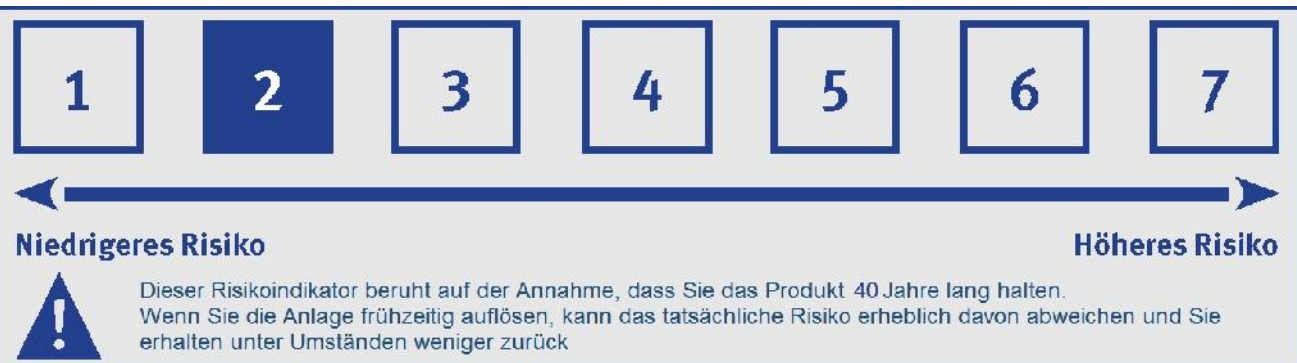 1 2 3 4 5 6 7
Niedrigeres Risiko Höheres Risiko
Dieser Risikoindikator beruht auf der Annahme, dass Sie das Produkt 40 Jahre lang halten.
Wenn Sie die Anlage frühzeitig auflösen, kann das tatsächliche Risiko erheblich davon abweichen und Sie
erhalten unter Umständen weniger zurück